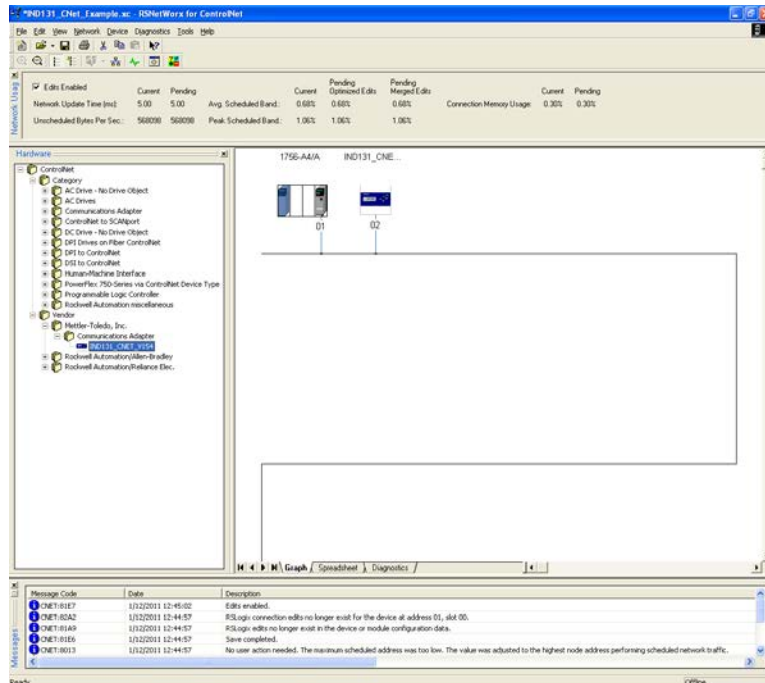 *IND131_CNet_Example.xc - RSNetWorx for ControlNet
File Edit View Network Device Diagnostics Tools Help
Network Usag
Edits Enabled
Current Pending
Network Update Time (ms): 5.00 5.00
Unscheduled Bytes Per Sec.: 568098 568098
Current Pending Optimized Edits Pending Merged Edits
Avg. Scheduled Band.: 0.68% 0.68% 0.68%
Peak Scheduled Band.: 1.06% 1.06% 1.06%
Current Pending
Connection Memory Usage: 0.30% 0.30%
Hardware
ControlNet
Category
AC Drive - No Drive Object
AC Drives
Communications Adapter
ControlNet to SCANport
DC Drive - No Drive Object
DPI Drives on Fiber ControlNet
DPI to ControlNet
DSI to ControlNet
Human-Machine Interface
PowerFlex 750-Series via ControlNet Device Type
Programmable Logic Controller
Rockwell Automation miscellaneous
Vendor
Mettler-Toledo, Inc.
Communications Adapter
IND131_CNET_V154
Rockwell Automation/Allen-Bradley
Rockwell Automation/Reliance Elec.
1756-A4/A IND131_CNE...
01 02
Graph Spreadsheet Diagnostics
Messages
Message Code Date Description
CNET:81E7 1/12/2011 12:45:02 Edits enabled.
CNET:82A2 1/12/2011 12:44:57 RSLogix connection edits no longer exist for the device at address 01, slot 00.
CNET:81A9 1/12/2011 12:44:57 RSLogix edits no longer exist in the device or module configuration data.
CNET:81E6 1/12/2011 12:44:57 Save completed.
CNET:8013 1/12/2011 12:44:57 No user action needed. The maximum scheduled address was too low. The value was adjusted to the highest node address performing scheduled network traffic.
Ready Offline